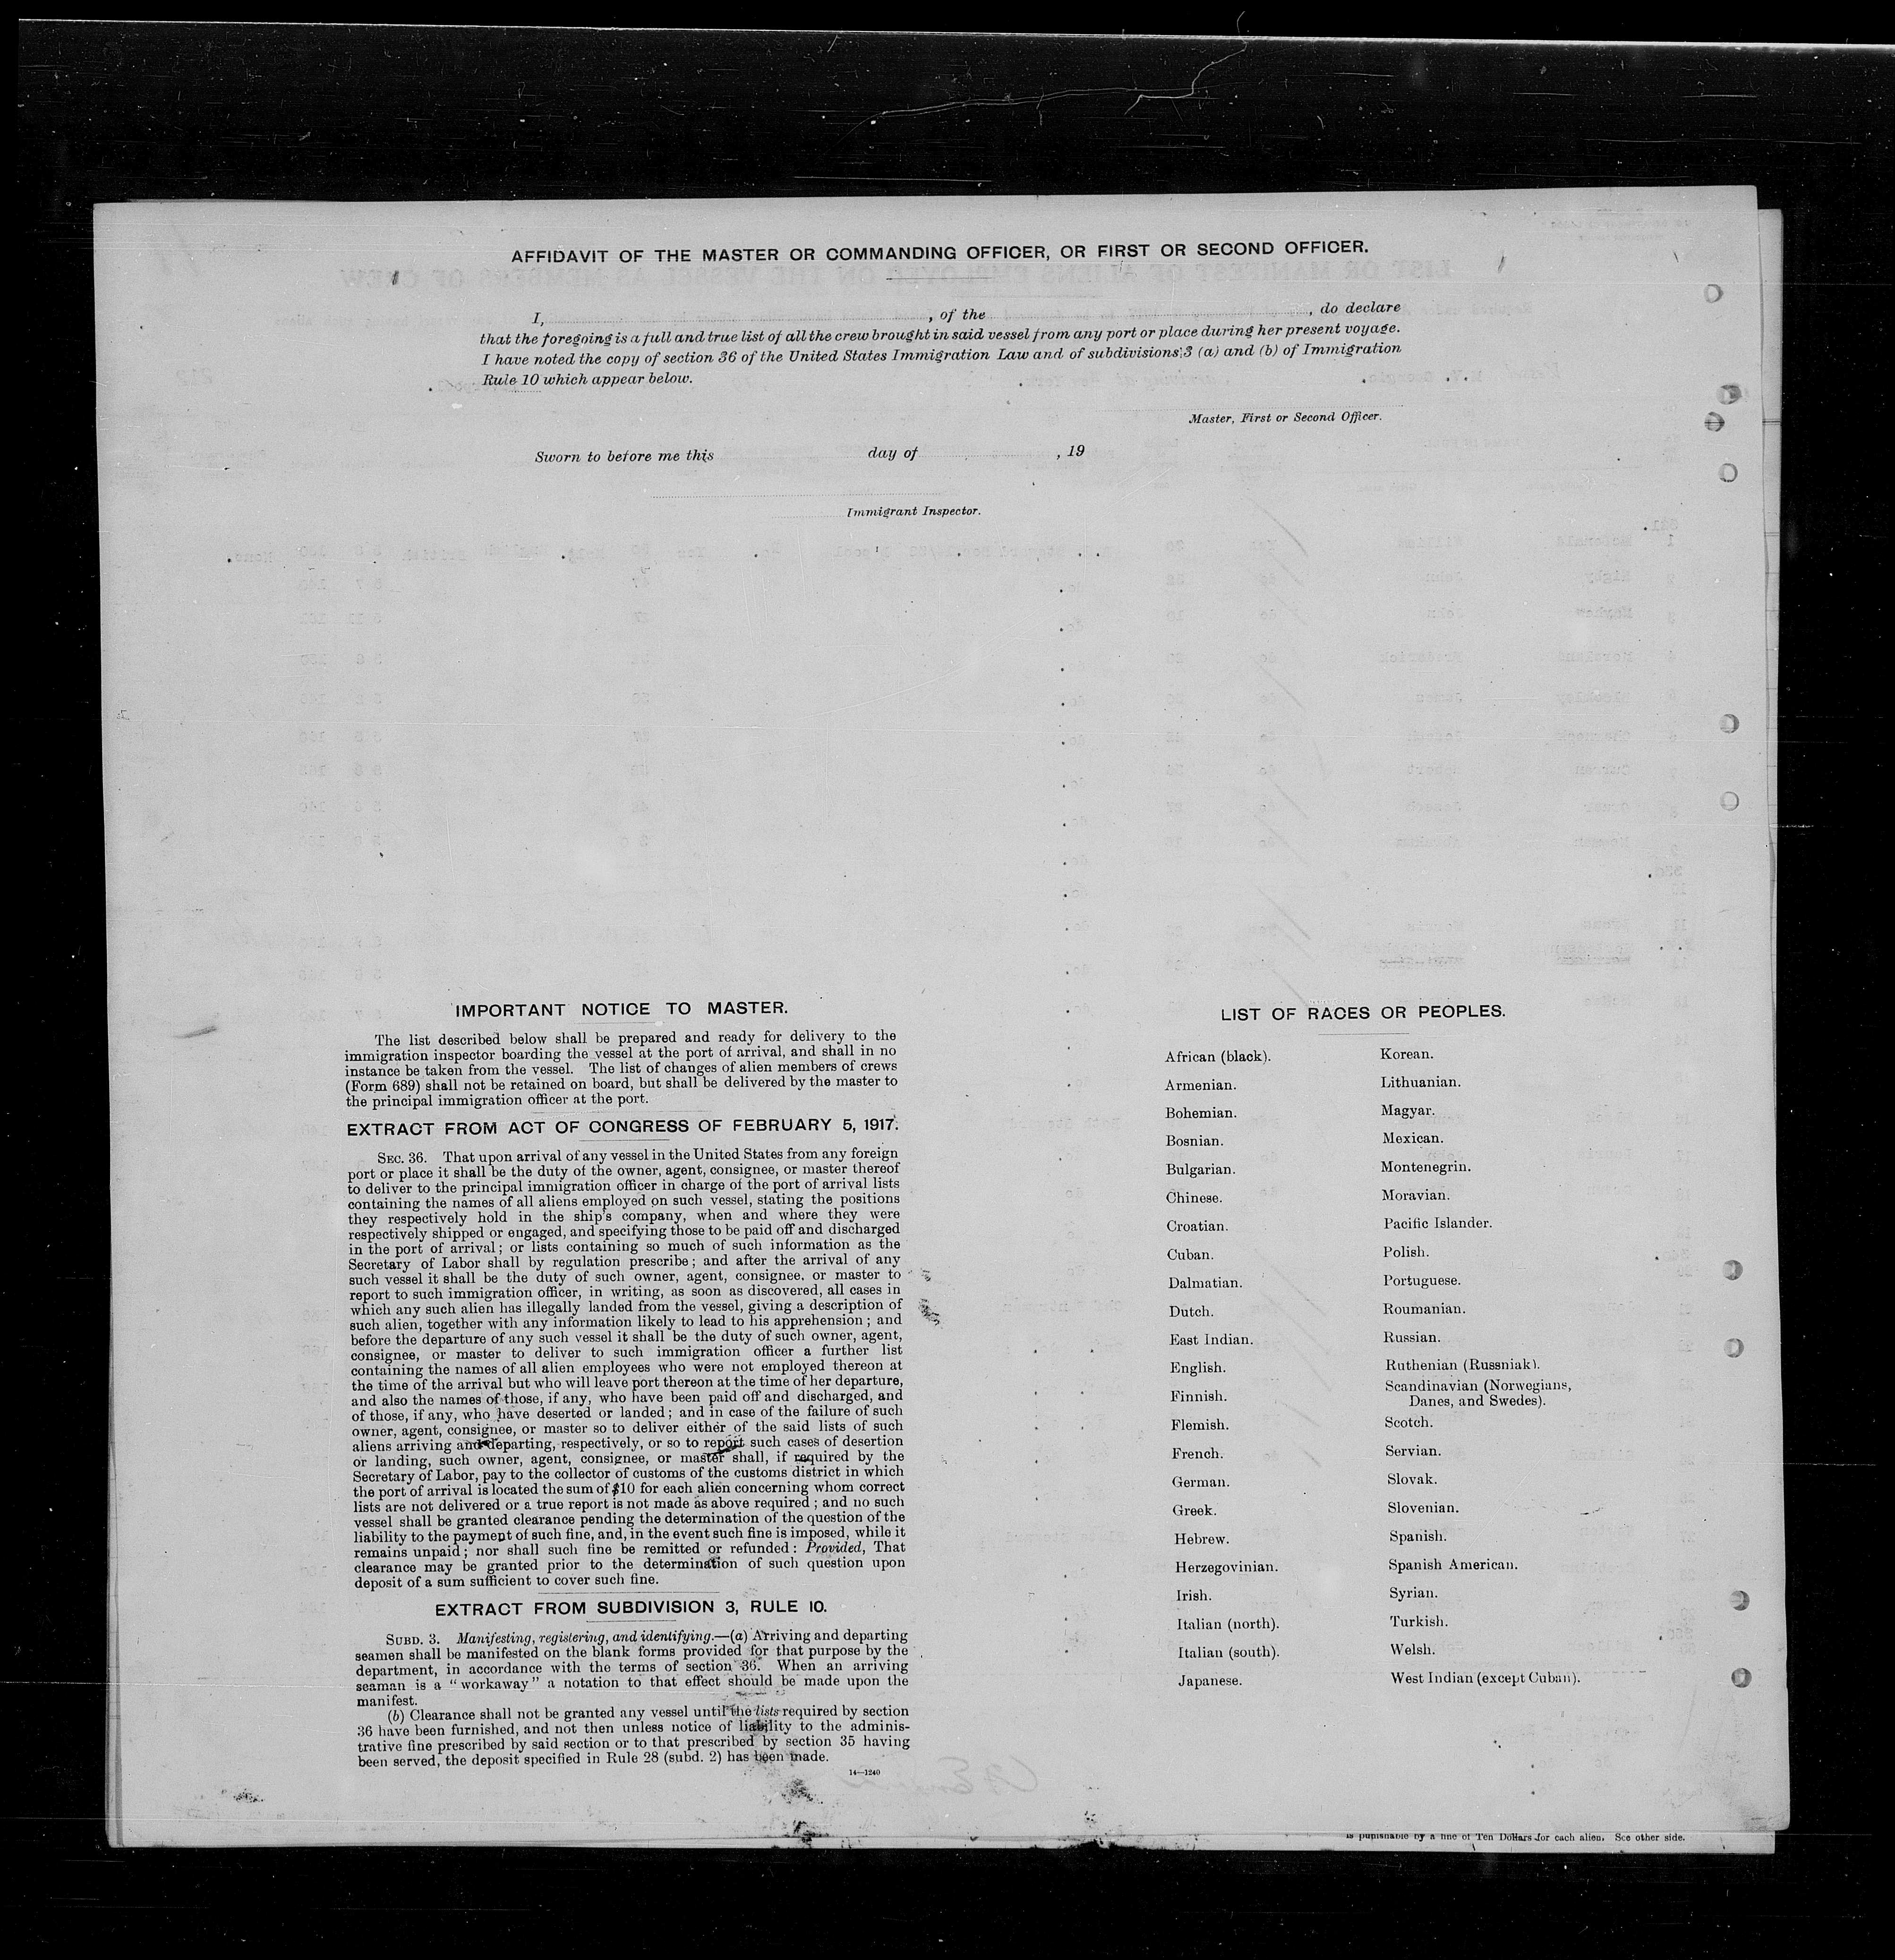 AFFIDAVIT OF THE MASTER OR COMMANDING OFFICER, OR FIRST OR SECOND OFFICER.
I, , of the , do declare
that the foregoing is a full and true list of all the crew brought in said vessel from any port or place during her present voyage.
I have noted the copy of section 36 of the United States Immigration Law and of subdivisions 3 (a) and (b) of Immigration
Rule 10 which appear below.
Master, First or Second Officer.
Sworn to before me this day of , 19
Immigrant Inspector.
IMPORTANT NOTICE TO MASTER.
The list described below shall be prepared and ready for delivery to the
immigration inspector boarding the vessel at the port of arrival, and shall in no
instance be taken from the vessel. The list of changes of alien members of crews
(Form 689) shall not be retained on board, but shall be delivered by the master to
the principal immigration officer at the port.
EXTRACT FROM ACT OF CONGRESS OF FEBRUARY 5, 1917.
SEC. 36. That upon arrival of any vessel in the United States from any foreign
port or place it shall be the duty of the owner, agent, consignee, or master thereof
to deliver to the principal immigration officer in charge of the port of arrival lists
containing the names of all aliens employed on such vessel, stating the positions
they respectively hold in the ship's company, when and where they were
respectively shipped or engaged, and specifying those to be paid off and discharged
in the port of arrival; or lists containing so much of such information as the
Secretary of Labor shall by regulation prescribe; and after the arrival of any
such vessel it shall be the duty of such owner, agent, consignee, or master to
report to such immigration officer, in writing, as soon as discovered, all cases in
which any such alien has illegally landed from the vessel, giving a description of
such alien, together with any information likely to lead to his apprehension; and
before the departure of any such vessel it shall be the duty of such owner, agent,
consignee, or master to deliver to such immigration officer a further list
containing the names of all alien employees who were not employed thereon at
the time of the arrival but who will leave port thereon at the time of her departure,
and also the names of those, if any, who have been paid off and discharged, and
of those, if any, who have deserted or landed; and in case of the failure of such
owner, agent, consignee, or master so to deliver either of the said lists of such
aliens arriving and departing, respectively, or so to report such cases of desertion
or landing, such owner, agent, consignee, or master shall, if required by the
Secretary of Labor, pay to the collector of customs of the customs district in which
the port of arrival is located the sum of $10 for each alien concerning whom correct
lists are not delivered or a true report is not made as above required; and no such
vessel shall be granted clearance pending the determination of the question of the
liability to the payment of such fine, and, in the event such fine is imposed, while it
remains unpaid; nor shall such fine be remitted or refunded: Provided, That
clearance may be granted prior to the determination of such question upon
deposit of a sum sufficient to cover such fine.
EXTRACT FROM SUBDIVISION 3, RULE 10.
SUBD. 3. Manifesting, registering, and identifying.—(a) Arriving and departing
seamen shall be manifested on the blank forms provided for that purpose by the
department, in accordance with the terms of section 36. When an arriving
seaman is a "workaway" a notation to that effect should be made upon the
manifest.
(b) Clearance shall not be granted any vessel until the lists required by section
36 have been furnished, and not then unless notice of liability to the adminis-
trative fine prescribed by said section or to that prescribed by section 35 having
been served, the deposit specified in Rule 28 (subd. 2) has been made.
14—1240
LIST OF RACES OR PEOPLES.
African (black).
Armenian.
Bohemian.
Bosnian.
Bulgarian.
Chinese.
Croatian.
Cuban.
Dalmatian.
Dutch.
East Indian.
English.
Finnish.
Flemish.
French.
German.
Greek.
Hebrew.
Herzegovinian.
Irish.
Italian (north).
Italian (south).
Japanese.
Korean.
Lithuanian.
Magyar.
Mexican.
Montenegrin.
Moravian.
Pacific Islander.
Polish.
Portuguese.
Roumanian.
Russian.
Ruthenian (Russniak).
Scandinavian (Norwegians,
Danes, and Swedes).
Scotch.
Servian.
Slovak.
Slovenian.
Spanish.
Spanish American.
Syrian.
Turkish.
Welsh.
West Indian (except Cuban).
is punishable by a fine of Ten Dollars for each alien. See other side.